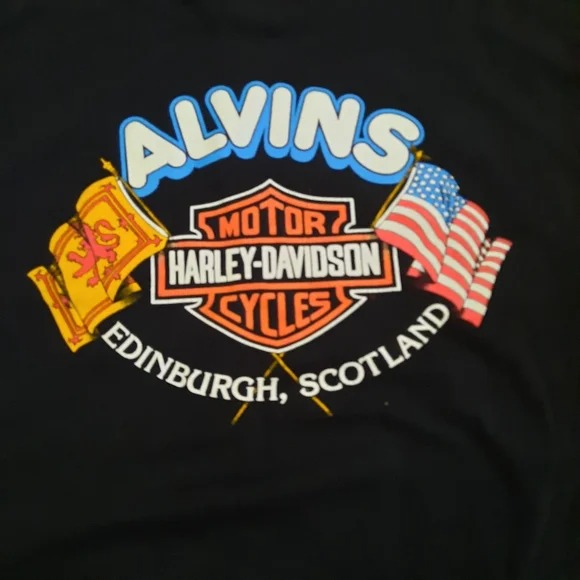 ALVINS
MOTOR
HARLEY-DAVIDSON
CYCLES
EDINBURGH, SCOTLAND